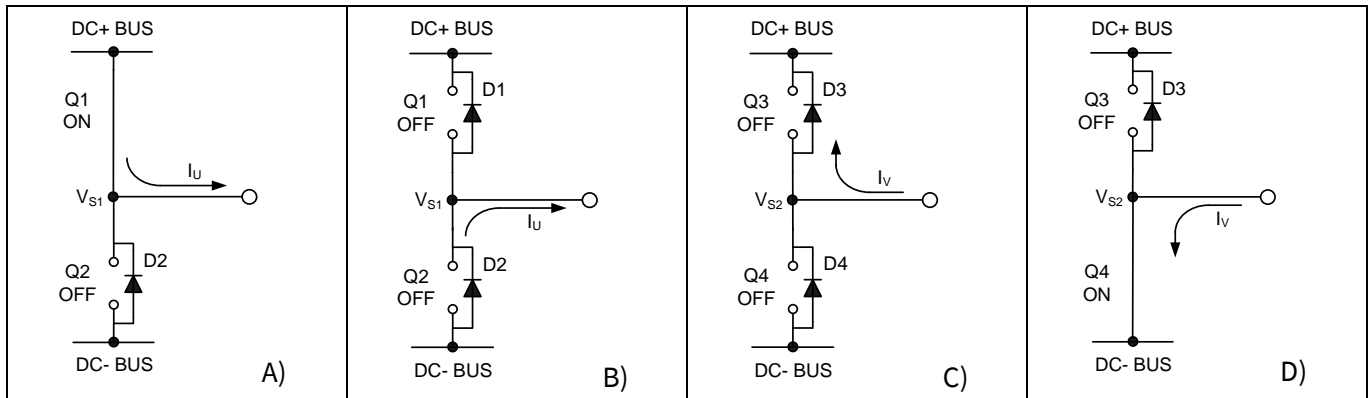 DC+ BUS
Q1
ON
I_U
V_S1
Q2
OFF
D2
DC- BUS
A)
DC+ BUS
Q1
OFF
D1
V_S1
I_U
Q2
OFF
D2
DC- BUS
B)
DC+ BUS
Q3
OFF
D3
I_V
V_S2
Q4
OFF
D4
DC- BUS
C)
DC+ BUS
Q3
OFF
D3
V_S2
I_V
Q4
ON
DC- BUS
D)